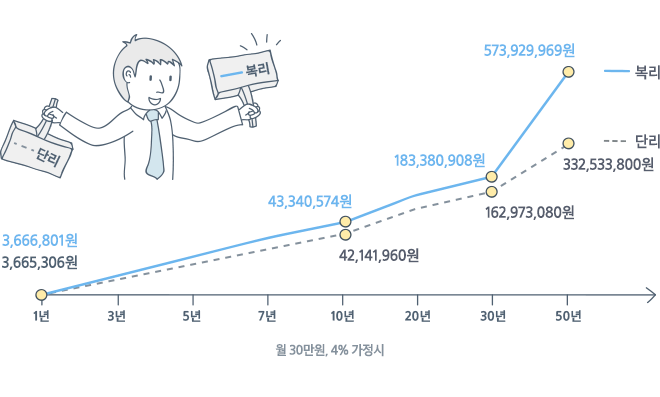 복리
단리
573,929,969원
복리
단리
183,380,908원
332,533,800원
43,340,574원
162,973,080원
3,666,801원
3,665,306원
42,141,960원
1년 3년 5년 7년 10년 20년 30년 50년
월 30만원, 4% 가정시